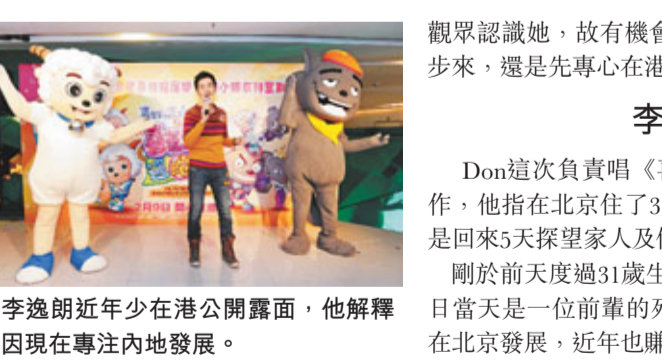 2月9日
李逸朗近年少在港公開露面，他解釋
因現在專注內地發展。
觀眾認識她，故有機會
步來，還是先專心在港
李
Don這次負責唱《
作，他指在北京住了3
是回來5天探望家人及
剛於前天度過31歲生
日當天是一位前輩的
在北京發展，近年也賺